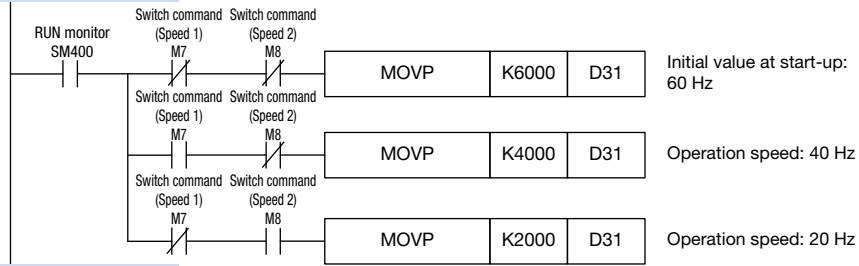 Switch command Switch command
RUN monitor (Speed 1) (Speed 2)
SM400 M7 M8
MOVP K6000 D31 Initial value at start-up:
60 Hz
Switch command Switch command
(Speed 1) (Speed 2)
M7 M8
MOVP K4000 D31 Operation speed: 40 Hz
Switch command Switch command
(Speed 1) (Speed 2)
M7 M8
MOVP K2000 D31 Operation speed: 20 Hz